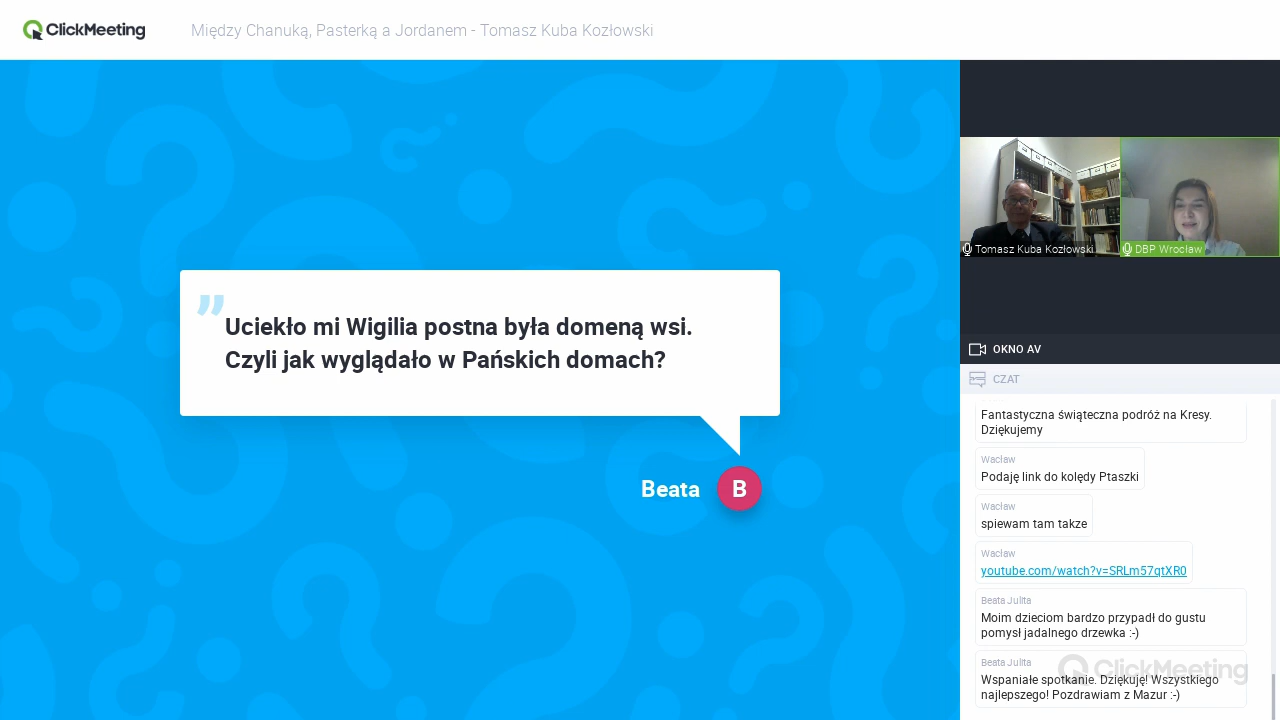 ClickMeeting
Między Chanuką, Pasterką a Jordanem - Tomasz Kuba Kozłowski
Uciekło mi Wigilia postna była domeną wsi.
Czyli jak wyglądało w Pańskich domach?
Beata
B
Tomasz Kuba Kozłowski
DBP Wrocław
OKNO AV
CZAT
Fantastyczna świąteczna podróż na Kresy.
Dziękujemy
Wacław
Podaję link do kolędy Ptaszki
Wacław
spiewam tam takze
Wacław
youtube.com/watch?v=SRLm57qtXR0
Beata Julita
Moim dzieciom bardzo przypadł do gustu
pomysł jadalnego drzewka :-)
Beata Julita
Wspaniałe spotkanie. Dziękuję! Wszystkiego
najlepszego! Pozdrawiam z Mazur :-)
ClickMeeting